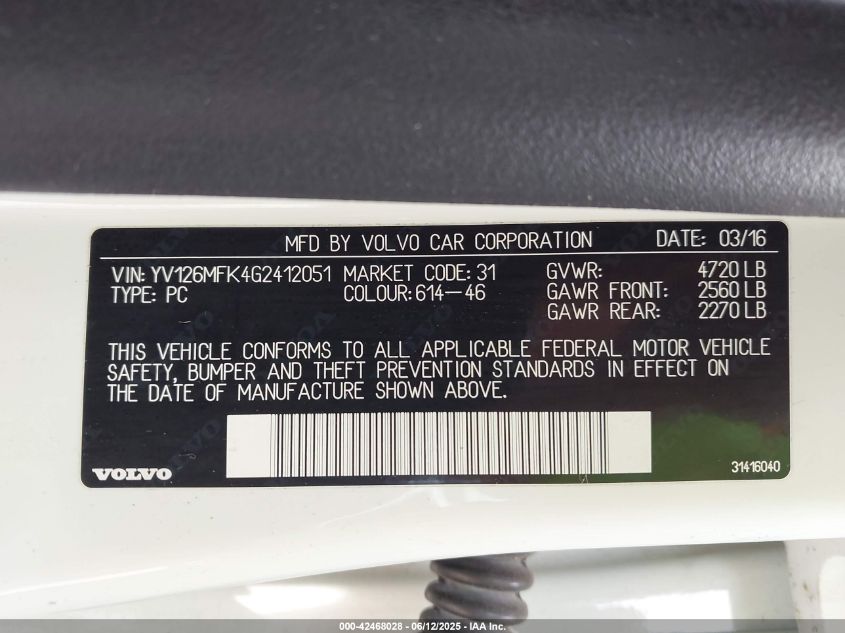 MFD BY VOLVO CAR CORPORATION DATE: 03/16
VIN: YV126MFK4G2412051 MARKET CODE: 31 GVWR: 4720 LB
TYPE: PC COLOUR: 614-46 GAWR FRONT: 2560 LB
GAWR REAR: 2270 LB
THIS VEHICLE CONFORMS TO ALL APPLICABLE FEDERAL MOTOR VEHICLE
SAFETY, BUMPER AND THEFT PREVENTION STANDARDS IN EFFECT ON
THE DATE OF MANUFACTURE SHOWN ABOVE.
VOLVO
31416040
000-42468028 - 06/12/2025 - IAA Inc.